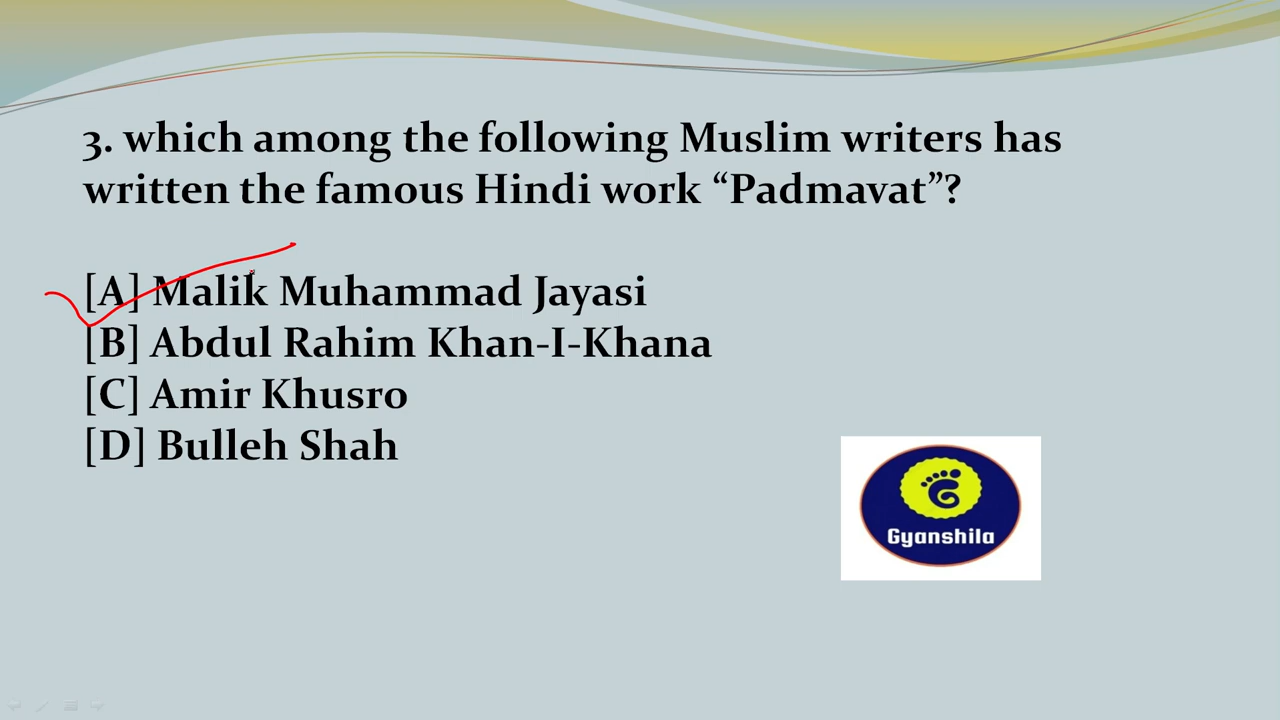 3. which among the following Muslim writers has
written the famous Hindi work “Padmavat”?
[A] Malik Muhammad Jayasi
[B] Abdul Rahim Khan-I-Khana
[C] Amir Khusro
[D] Bulleh Shah
Gyanshila